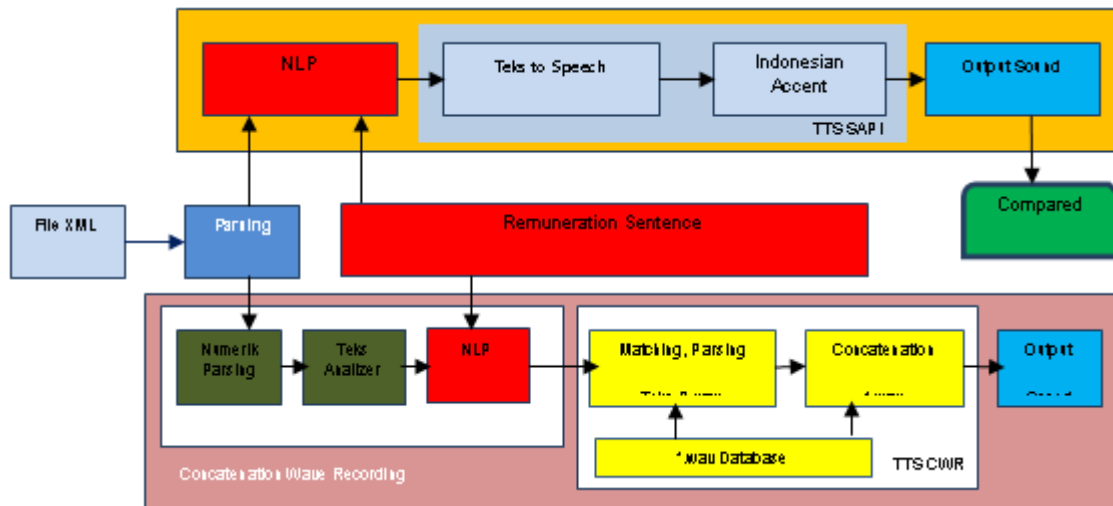 NLP
Teks to Speech
Indonesian
Accent
Output Sound
TTS SAPI
File XML
Parsing
Remuneration Sentence
Compared
Numerik
Parsing
Teks
Analizer
NLP
Matching, Parsing
Concatenation
Output
*.wav Database
Concatenation Wave Recording
TTS CWR